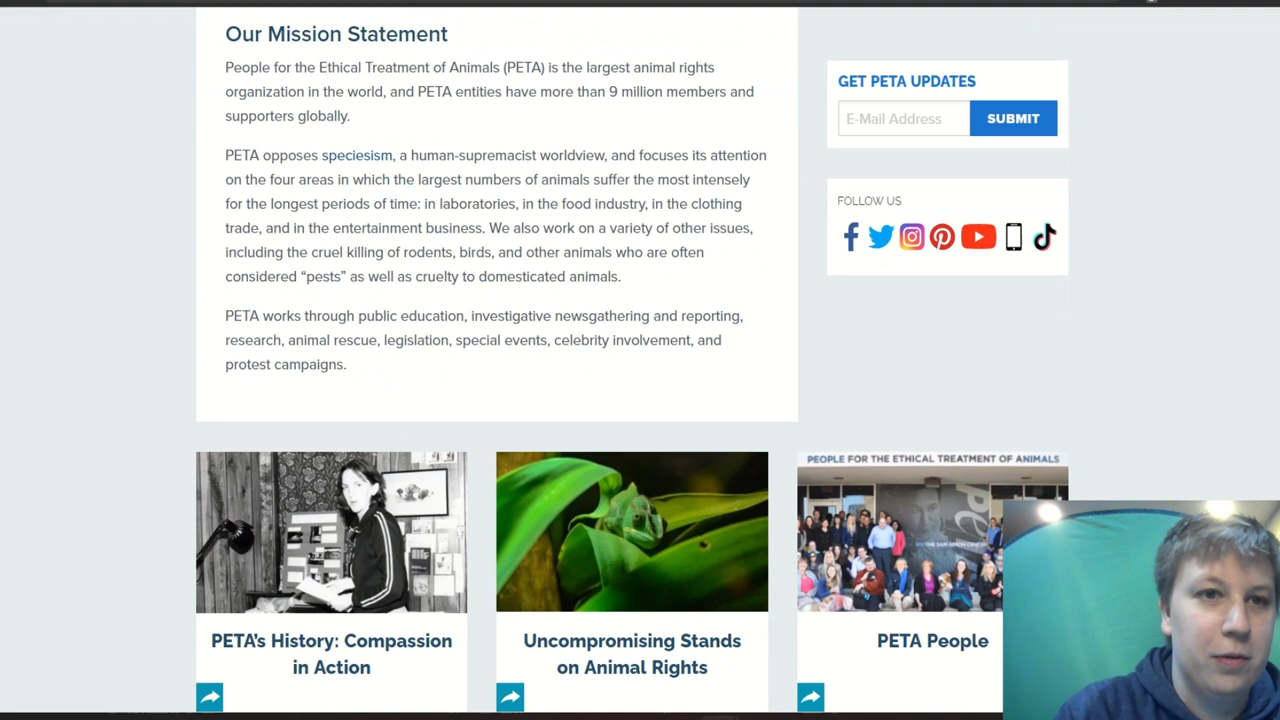 Our Mission Statement
People for the Ethical Treatment of Animals (PETA) is the largest animal rights
organization in the world, and PETA entities have more than 9 million members and
supporters globally.
PETA opposes speciesism, a human-supremacist worldview, and focuses its attention
on the four areas in which the largest numbers of animals suffer the most intensely
for the longest periods of time: in laboratories, in the food industry, in the clothing
trade, and in the entertainment business. We also work on a variety of other issues,
including the cruel killing of rodents, birds, and other animals who are often
considered “pests” as well as cruelty to domesticated animals.
PETA works through public education, investigative newsgathering and reporting,
research, animal rescue, legislation, special events, celebrity involvement, and
protest campaigns.
GET PETA UPDATES
E-Mail Address
SUBMIT
FOLLOW US
PEOPLE FOR THE ETHICAL TREATMENT OF ANIMALS
THE SAM SIMON
PETA’s History: Compassion
in Action
Uncompromising Stands
on Animal Rights
PETA People